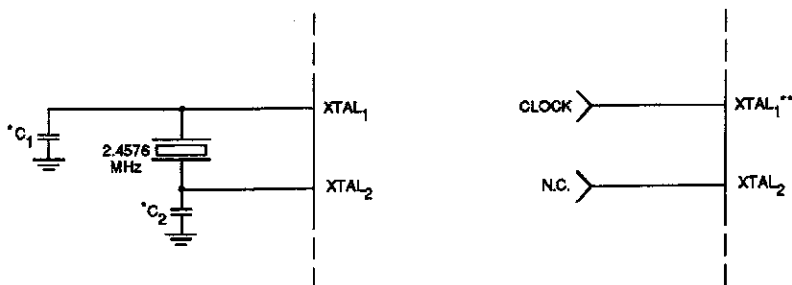 XTAL₁
*C₁
2.4576
MHz
XTAL₂
*C₂
CLOCK
XTAL₁**
N.C.
XTAL₂